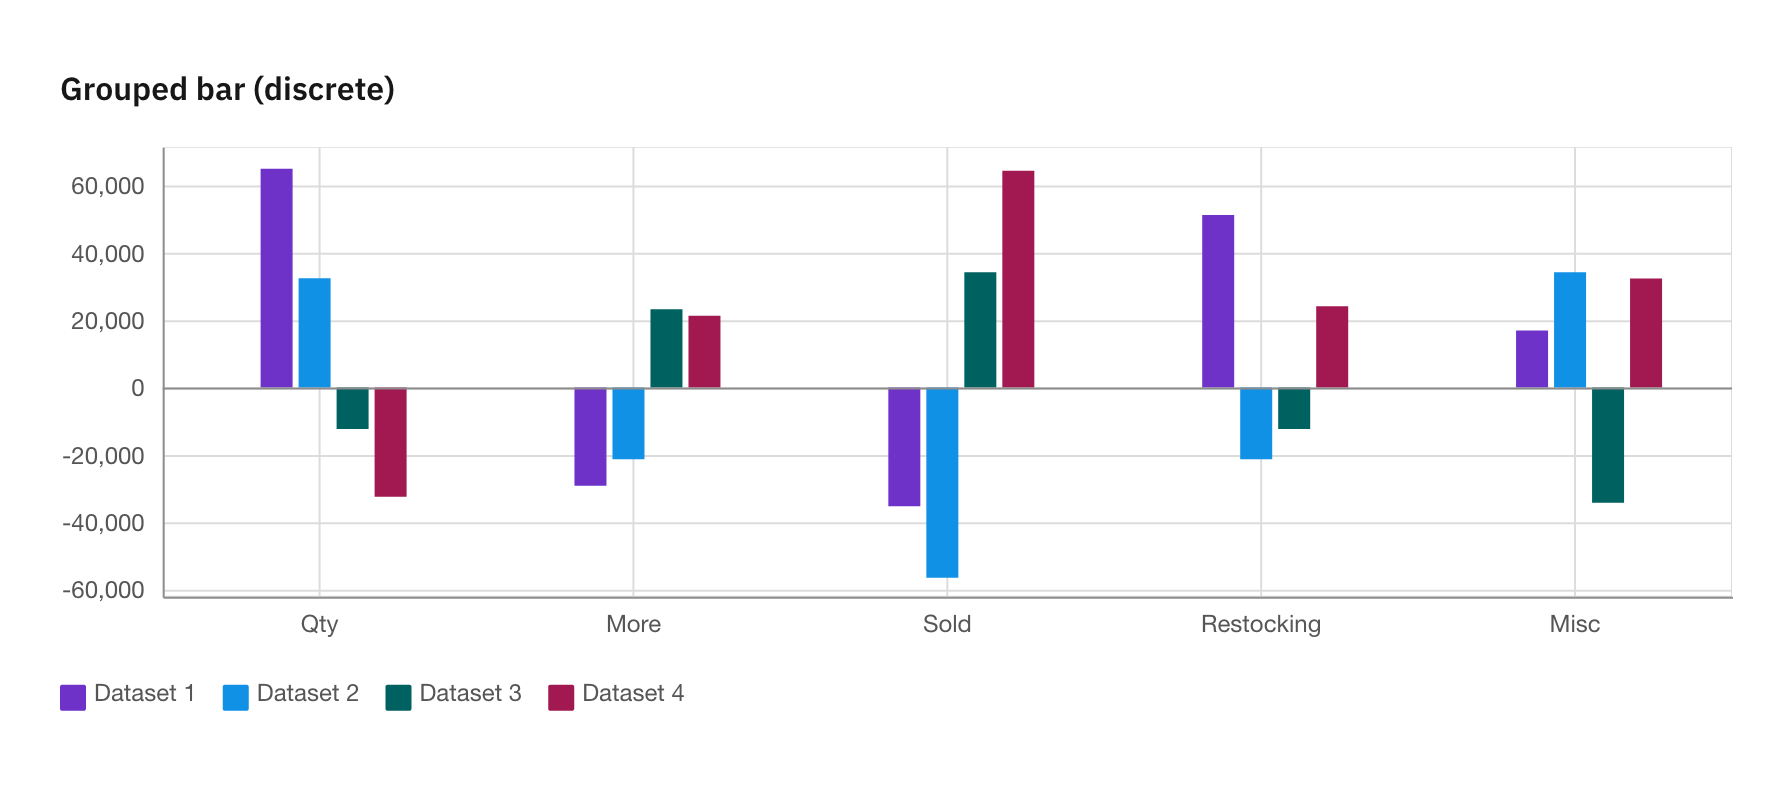 Grouped bar (discrete)
60,000
40,000
20,000
0
-20,000
-40,000
-60,000
Qty More Sold Restocking Misc
Dataset 1 Dataset 2 Dataset 3 Dataset 4